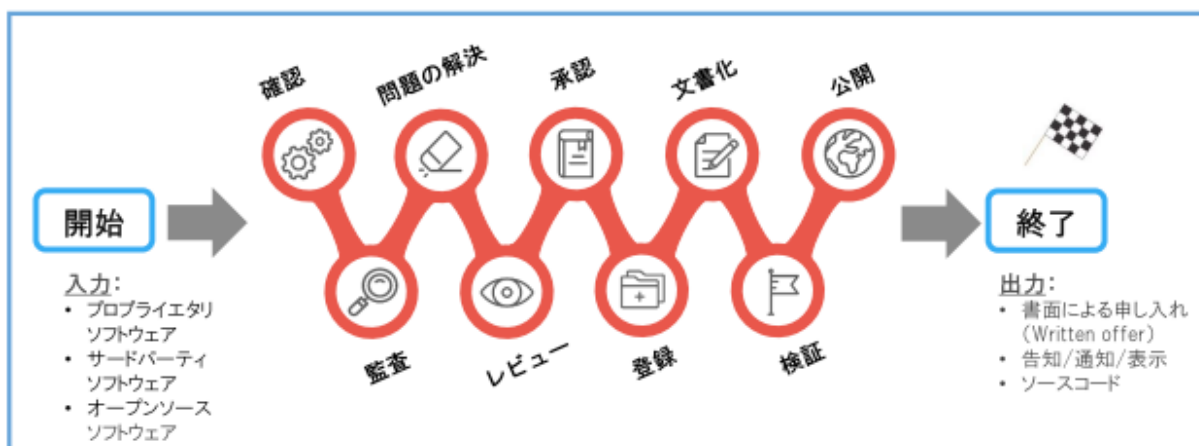 確認
問題の解決
承認
文書化
公開
開始
終了
監査
レビュー
登録
検証
入力:
• プロプライエタリ
ソフトウェア
• サードパーティ
ソフトウェア
• オープンソース
ソフトウェア
出力:
• 書面による申し入れ
(Written offer)
• 告知/通知/表示
• ソースコード